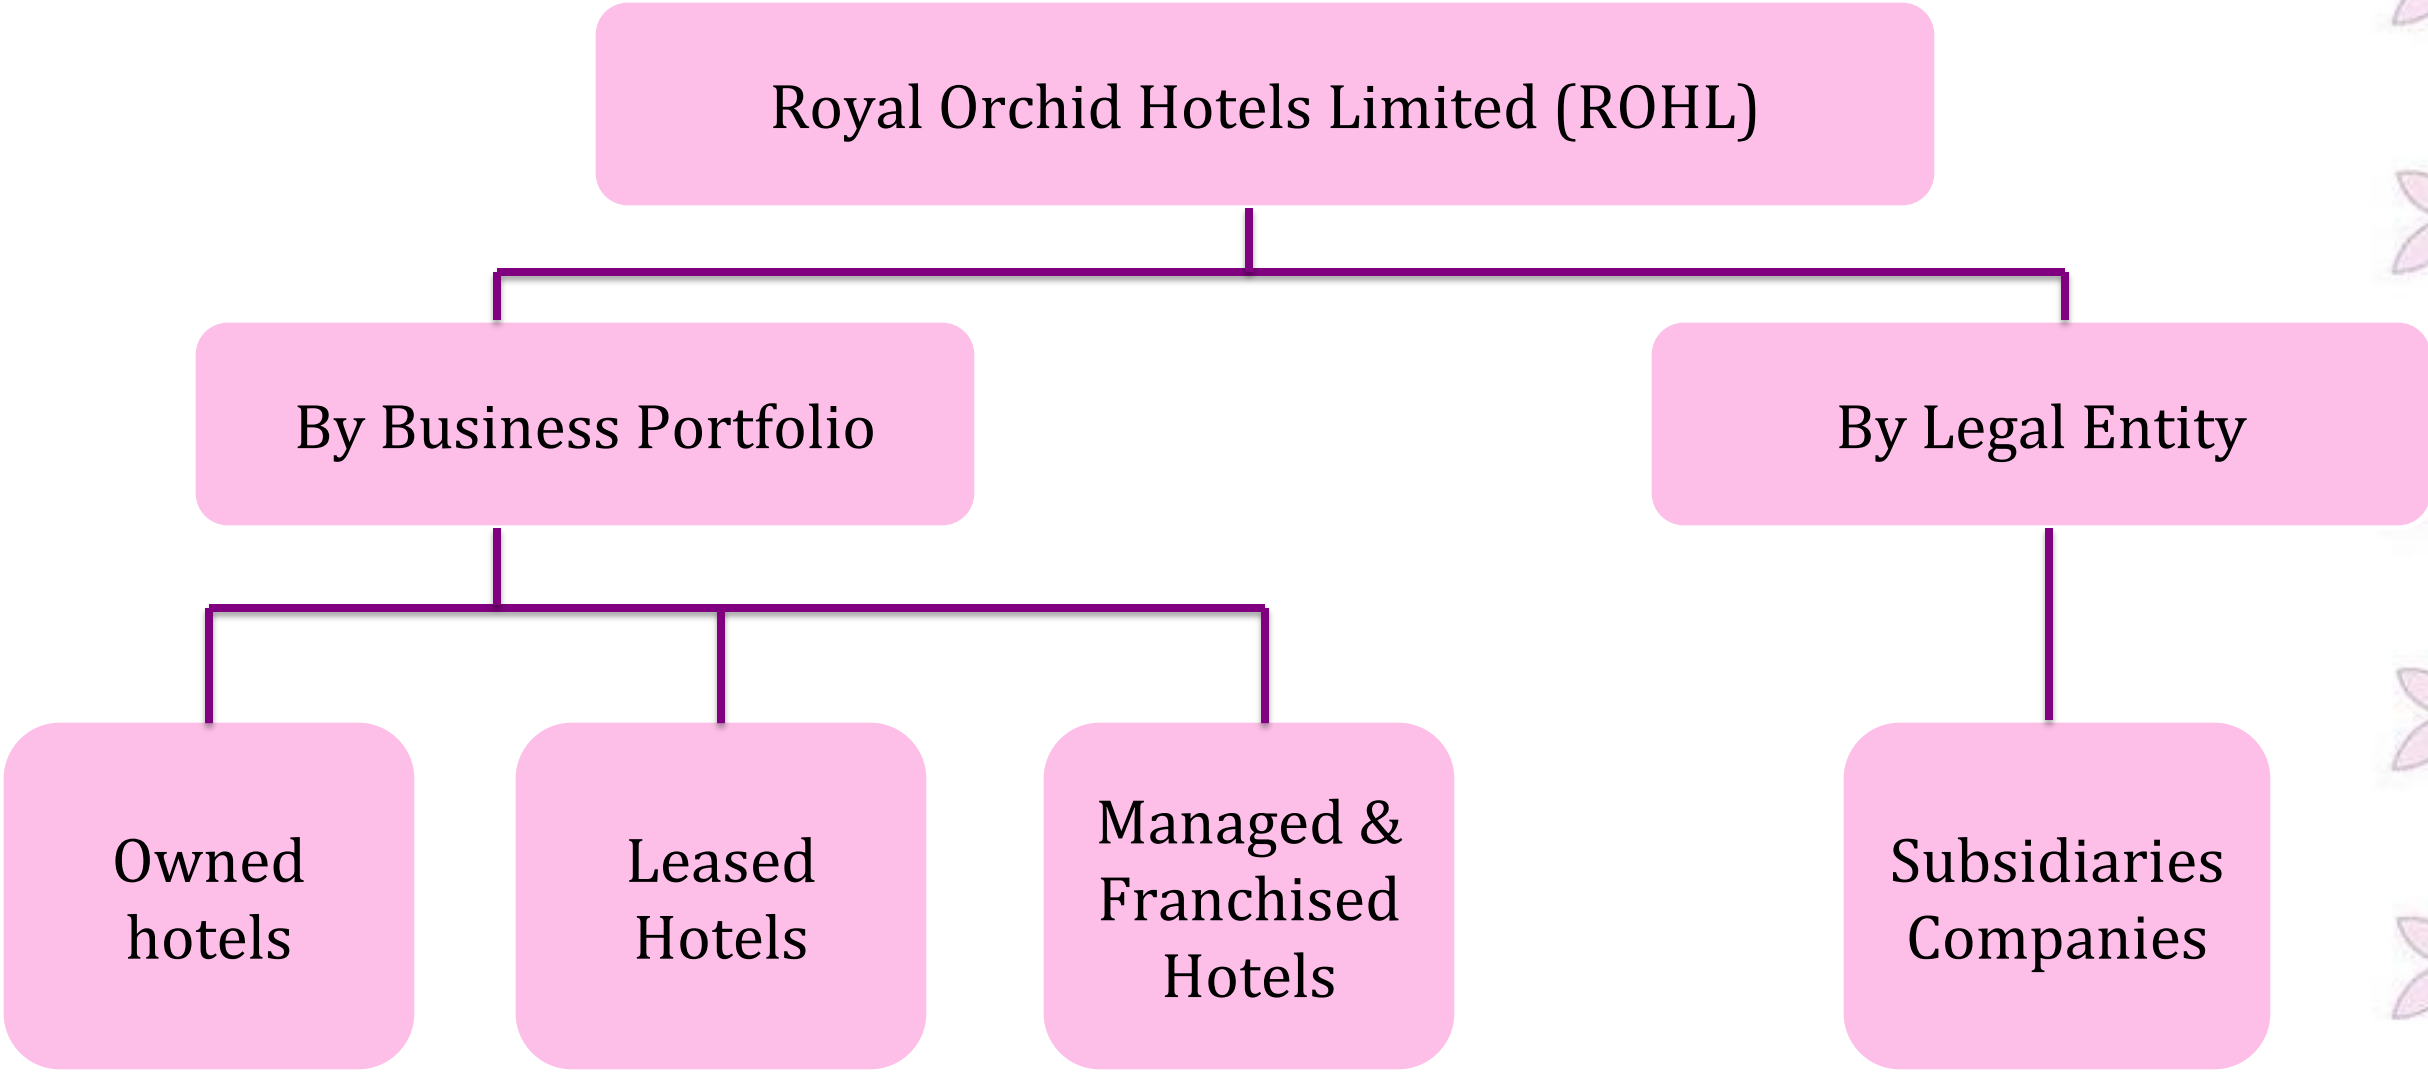 Royal Orchid Hotels Limited (ROHL)
By Business Portfolio
By Legal Entity
Owned
hotels
Leased
Hotels
Managed &
Franchised
Hotels
Subsidiaries
Companies